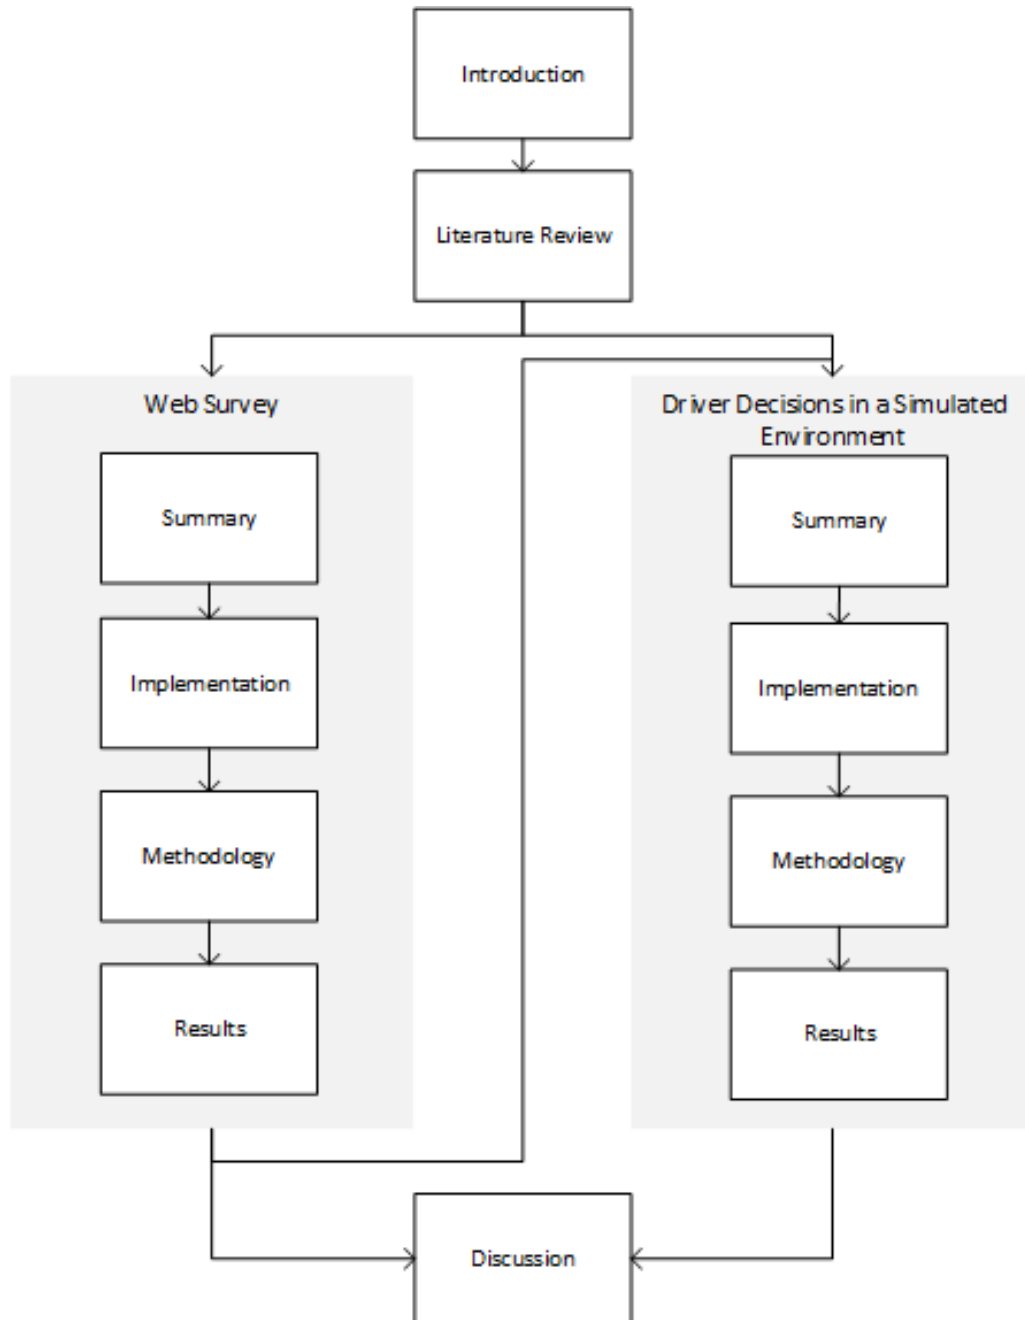 Introduction
Literature Review
Web Survey
Summary
Implementation
Methodology
Results
Driver Decisions in a Simulated
Environment
Summary
Implementation
Methodology
Results
Discussion